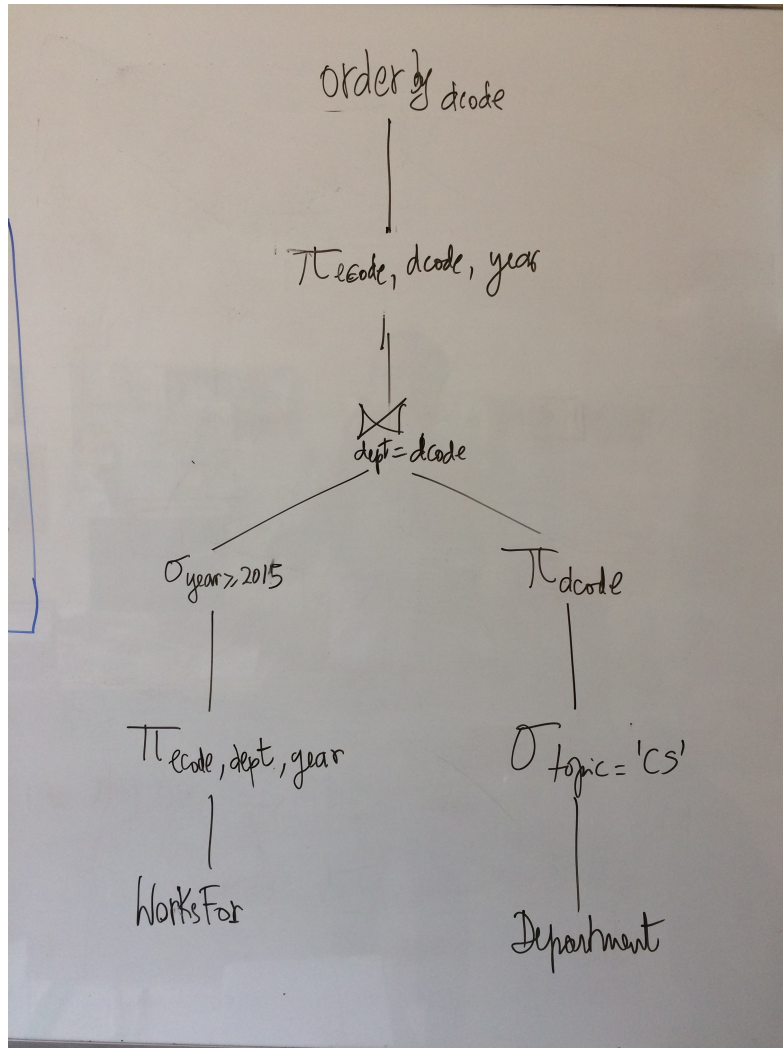 order by dcode
π ecode, dcode, year
⋈
dept = dcode
σ year ≥ 2015
π dcode
π ecode, dept, year
σ topic = 'CS'
WorksFor
Department